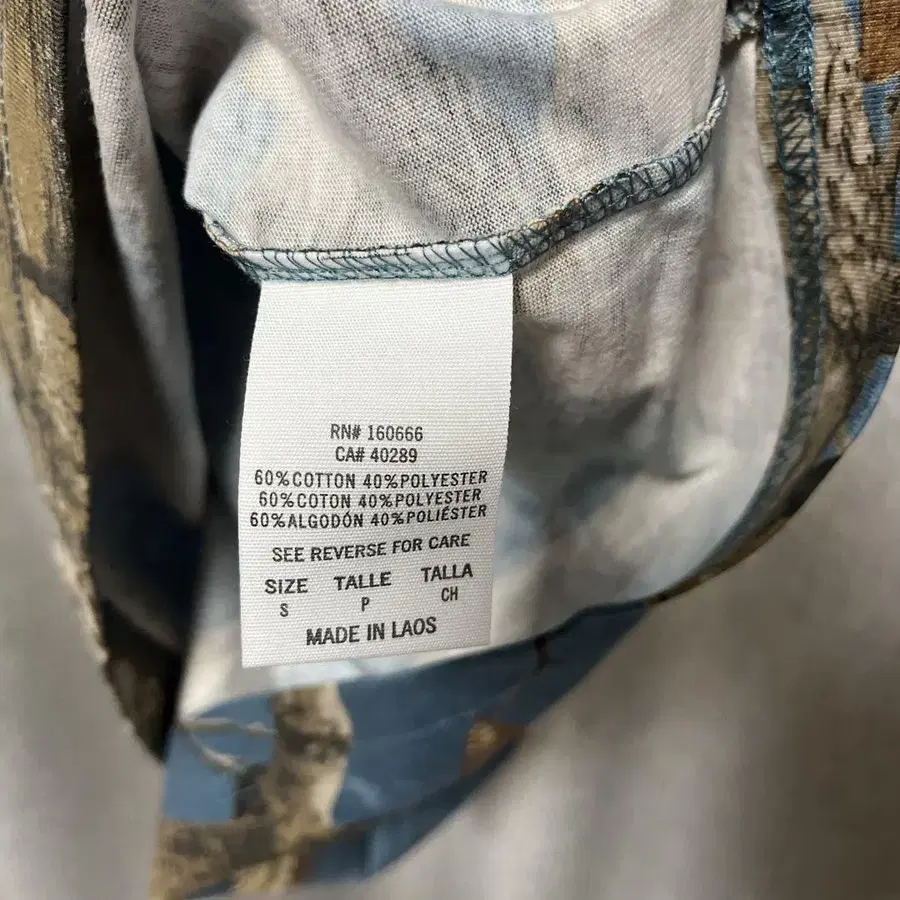 RN# 160666
CA# 40289
60%COTTON 40%POLYESTER
60%COTON 40%POLYESTER
60%ALGODÓN 40%POLIÉSTER
SEE REVERSE FOR CARE
SIZE TALLE TALLA
S P CH
MADE IN LAOS